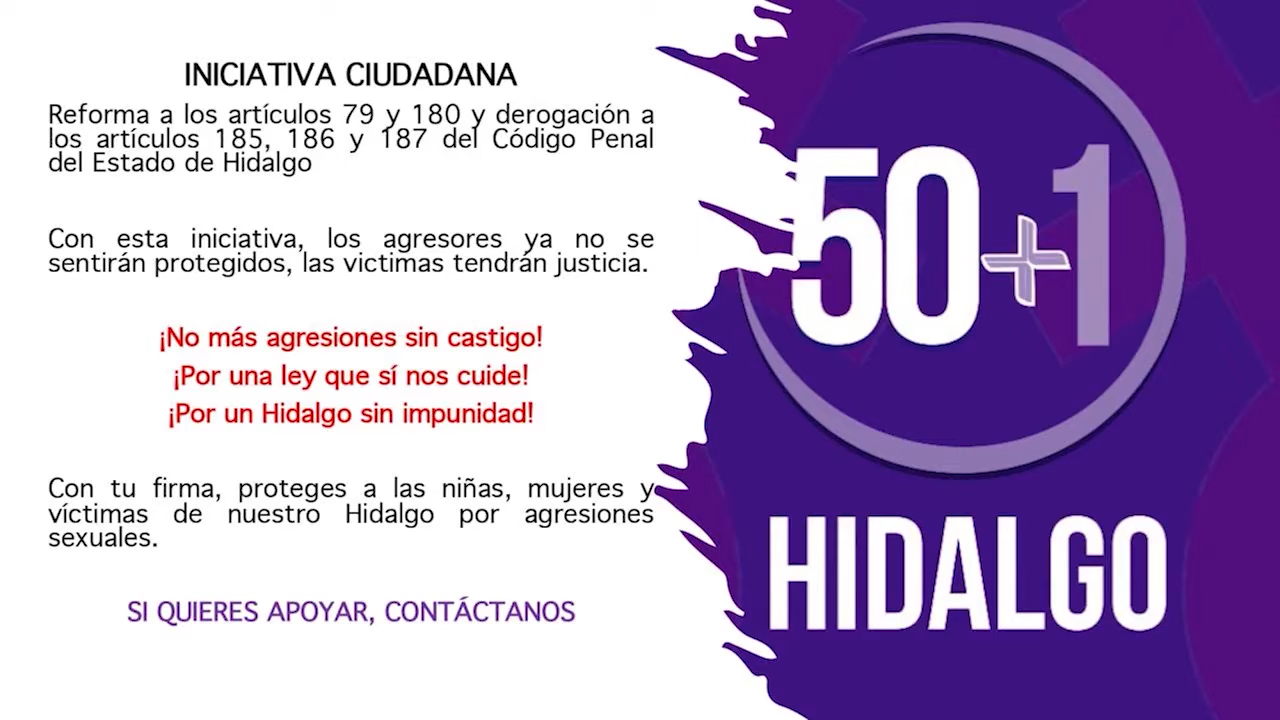 INICIATIVA CIUDADANA
Reforma a los artículos 79 y 180 y derogación a
los artículos 185, 186 y 187 del Código Penal
del Estado de Hidalgo
Con esta iniciativa, los agresores ya no se
sentirán protegidos, las victimas tendrán justicia.
¡No más agresiones sin castigo!
¡Por una ley que sí nos cuide!
¡Por un Hidalgo sin impunidad!
Con tu firma, proteges a las niñas, mujeres y
víctimas de nuestro Hidalgo por agresiones
sexuales.
SI QUIERES APOYAR, CONTÁCTANOS
50+1
HIDALGO